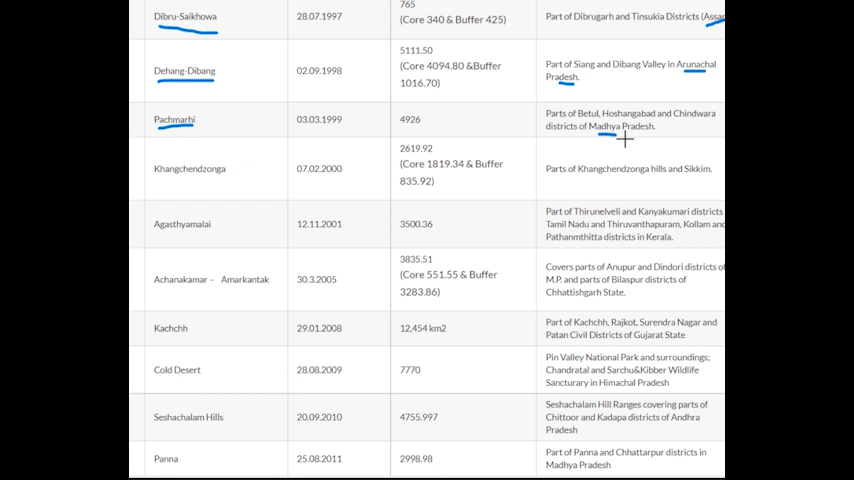 765
Dibru-Saikhowa 28.07.1997 (Core 340 & Buffer 425) Part of Dibrugarh and Tinsukia Districts
5111.50
(Core 4094.80 &Buffer
Dehang-Dibang 02.09.1998 1016.70) Part of Siang and Dibang Valley in Arunachal
Pradesh.
Pachmarhi 03.03.1999 4926 Parts of Betul, Hoshangabad and Chindwara
districts of Madhya Pradesh.
2619.92
(Core 1819.34 & Buffer
Khangchendzonga 07.02.2000 835.92) Parts of Khangchendzonga hills and Sikkim.
Agasthyamalai 12.11.2001 3500.36 Part of Thirunelveli and Kanyakumari districts
Tamil Nadu and Thiruvanthapuram, Kollam and
Pathanmthitta districts in Kerala.
3835.51
(Core 551.55 & Buffer
Achanakamar – Amarkantak 30.3.2005 3283.86) Covers parts of Anupur and Dindori districts of
M.P. and parts of Bilaspur districts of
Chhattishgarh State.
Kachchh 29.01.2008 12,454 km2 Part of Kachchh, Rajkot, Surendra Nagar and
Patan Civil Districts of Gujarat State
Cold Desert 28.08.2009 7770 Pin Valley National Park and surroundings;
Chandratal and Sarchu&Kibber Wildlife
Sancturary in Himachal Pradesh
Seshachalam Hills 20.09.2010 4755.997 Seshachalam Hill Ranges covering parts of
Chittoor and Kadapa districts of Andhra
Pradesh
Panna 25.08.2011 2998.98 Part of Panna and Chhattarpur districts in
Madhya Pradesh